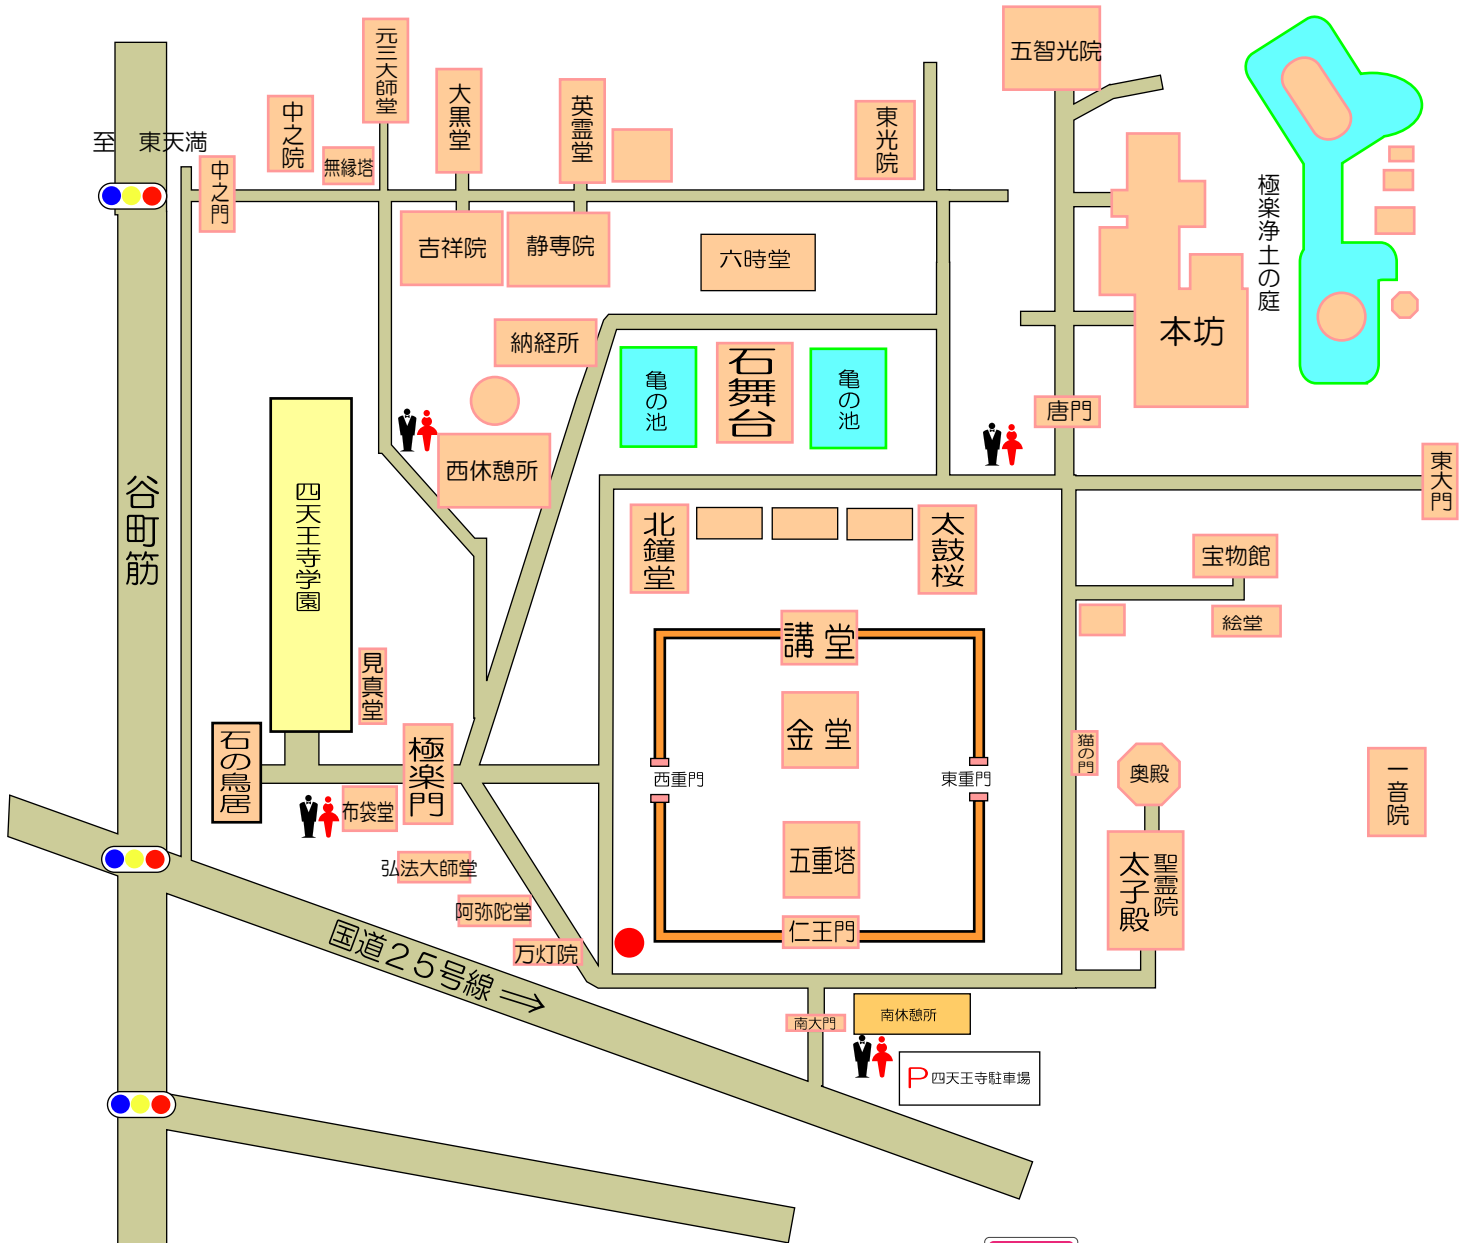 五智光院
元三大師堂
大黒堂
英霊堂
中之院
東光院
至　東天満
無縁塔
中之門
極楽浄土の庭
吉祥院
静専院
六時堂
本坊
納経所
石舞台
亀の池
亀の池
唐門
西休憩所
東大門
谷町筋
四天王寺学園
北鐘堂
太鼓桜
宝物館
絵堂
講堂
見真堂
金堂
石の鳥居
極楽門
猫の門
西重門
東重門
奥殿
一音院
布袋堂
五重塔
弘法大師堂
聖霊院
太子殿
阿弥陀堂
仁王門
万灯院
国道25号線⇒
南大門
南休憩所
P 四天王寺駐車場